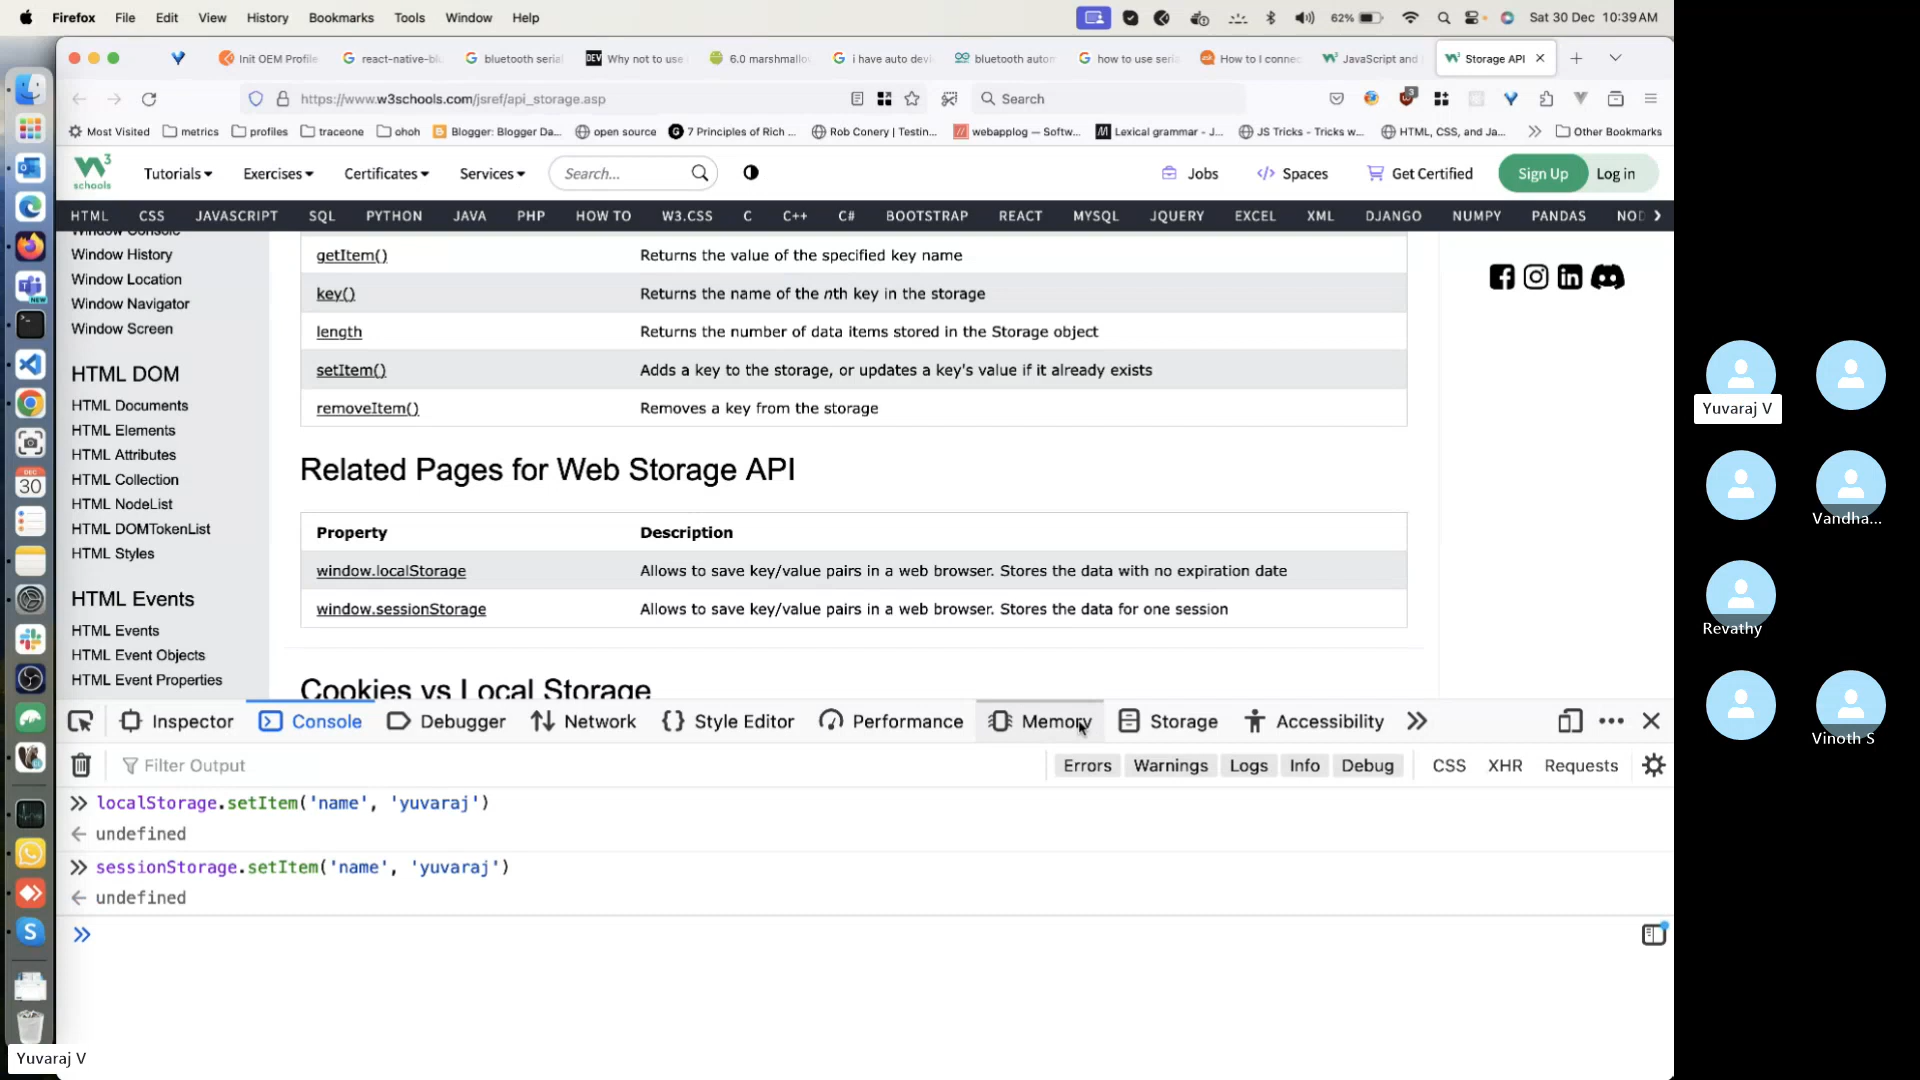 Firefox File Edit View History Bookmarks Tools Window Help 62% Sat 30 Dec 10:39 AM
Init OEM Profile react-native-bl bluetooth serial DEV Why not to use 6.0 marshmallo i have auto devi bluetooth autom how to use seria How to I connec JavaScript and Storage API
https://www.w3schools.com/jsref/api_storage.asp Search 3
Most Visited metrics profiles traceone ohoh Blogger: Blogger Da... open source 7 Principles of Rich ... Rob Conery | Testin... webapplog — Softw... Lexical grammar - J... JS Tricks - Tricks w... HTML, CSS, and Ja... Other Bookmarks
W3 schools Tutorials Exercises Certificates Services Search... Jobs Spaces Get Certified Sign Up Log in
HTML CSS JAVASCRIPT SQL PYTHON JAVA PHP HOW TO W3.CSS C C++ C# BOOTSTRAP REACT MYSQL JQUERY EXCEL XML DJANGO NUMPY PANDAS NOD
Window Console
Window History
Window Location
Window Navigator
Window Screen
HTML DOM
HTML Documents
HTML Elements
HTML Attributes
HTML Collection
HTML NodeList
HTML DOMTokenList
HTML Styles
HTML Events
HTML Events
HTML Event Objects
HTML Event Properties
getItem() Returns the value of the specified key name
key() Returns the name of the nth key in the storage
length Returns the number of data items stored in the Storage object
setItem() Adds a key to the storage, or updates a key's value if it already exists
removeItem() Removes a key from the storage
Related Pages for Web Storage API
Property Description
window.localStorage Allows to save key/value pairs in a web browser. Stores the data with no expiration date
window.sessionStorage Allows to save key/value pairs in a web browser. Stores the data for one session
Cookies vs Local Storage
Inspector Console Debugger Network Style Editor Performance Memory Storage Accessibility
Filter Output Errors Warnings Logs Info Debug CSS XHR Requests
localStorage.setItem('name', 'yuvaraj')
undefined
sessionStorage.setItem('name', 'yuvaraj')
undefined
NEW
DEC
30
S
Yuvaraj V
Yuvaraj V
Vandha...
Revathy
Vinoth S